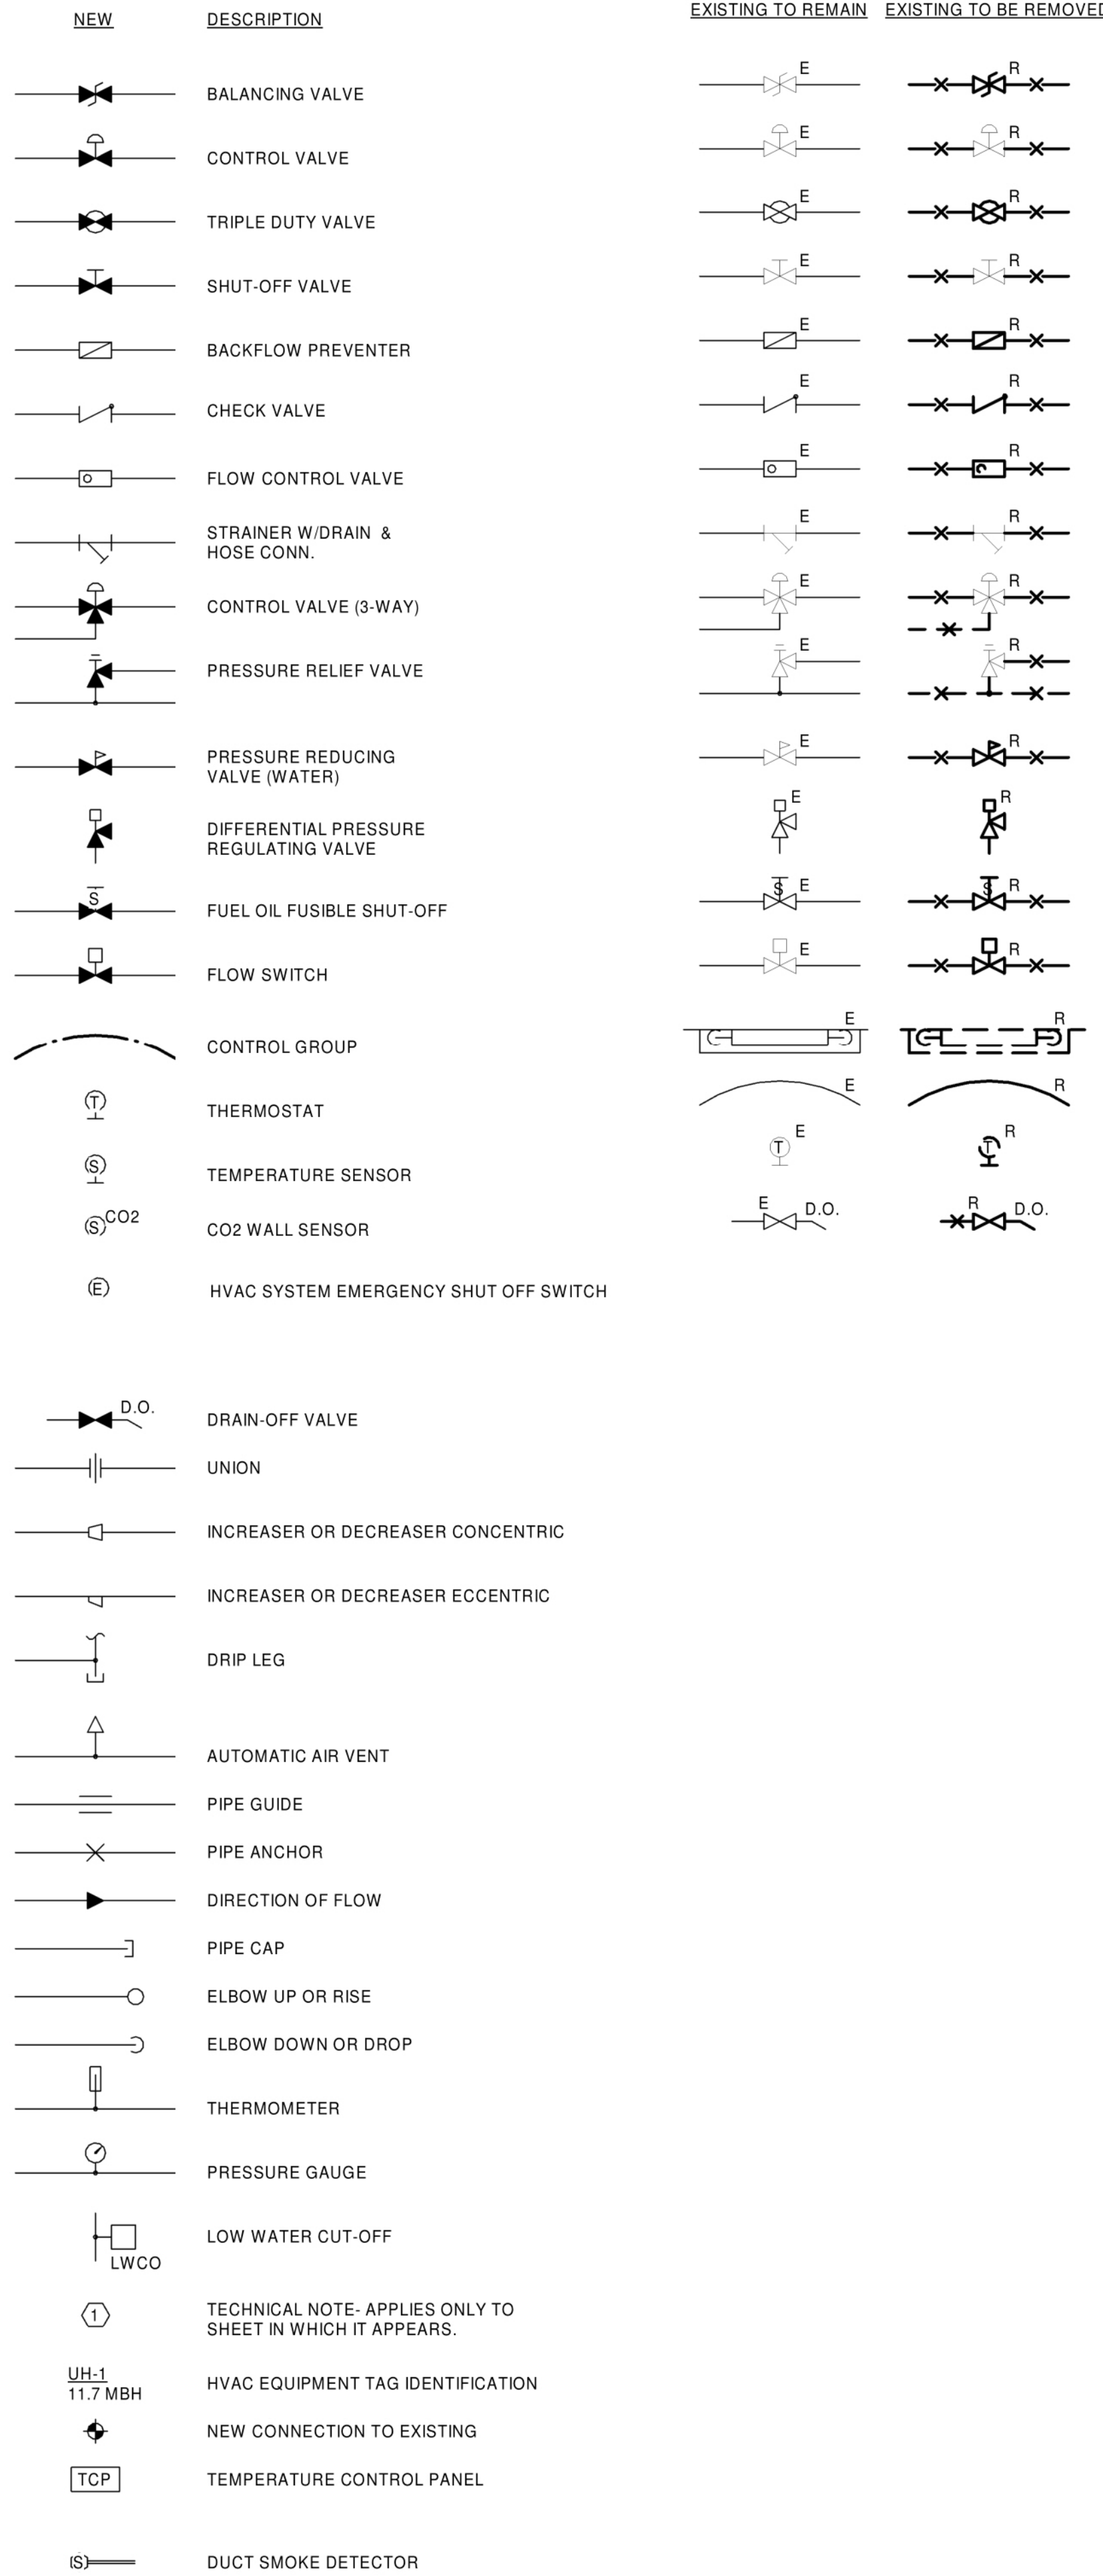 NEW DESCRIPTION EXISTING TO REMAIN EXISTING TO BE REMOVED
BALANCING VALVE E R
CONTROL VALVE E R
TRIPLE DUTY VALVE E R
SHUT-OFF VALVE E R
BACKFLOW PREVENTER E R
CHECK VALVE E R
FLOW CONTROL VALVE E R
STRAINER W/DRAIN & E R
HOSE CONN.
CONTROL VALVE (3-WAY) E R
PRESSURE RELIEF VALVE E R
PRESSURE REDUCING E R
VALVE (WATER)
DIFFERENTIAL PRESSURE E R
REGULATING VALVE
S FUEL OIL FUSIBLE SHUT-OFF S E S R
FLOW SWITCH E R
CONTROL GROUP E R
E R
T THERMOSTAT T E T R
S TEMPERATURE SENSOR
S CO2 CO2 WALL SENSOR E D.O. R D.O.
E HVAC SYSTEM EMERGENCY SHUT OFF SWITCH
D.O. DRAIN-OFF VALVE
UNION
INCREASER OR DECREASER CONCENTRIC
INCREASER OR DECREASER ECCENTRIC
DRIP LEG
AUTOMATIC AIR VENT
PIPE GUIDE
PIPE ANCHOR
DIRECTION OF FLOW
PIPE CAP
ELBOW UP OR RISE
ELBOW DOWN OR DROP
THERMOMETER
PRESSURE GAUGE
LOW WATER CUT-OFF
LWCO
1 TECHNICAL NOTE- APPLIES ONLY TO
SHEET IN WHICH IT APPEARS.
UH-1
11.7 MBH
HVAC EQUIPMENT TAG IDENTIFICATION
NEW CONNECTION TO EXISTING
TCP TEMPERATURE CONTROL PANEL
(S) DUCT SMOKE DETECTOR